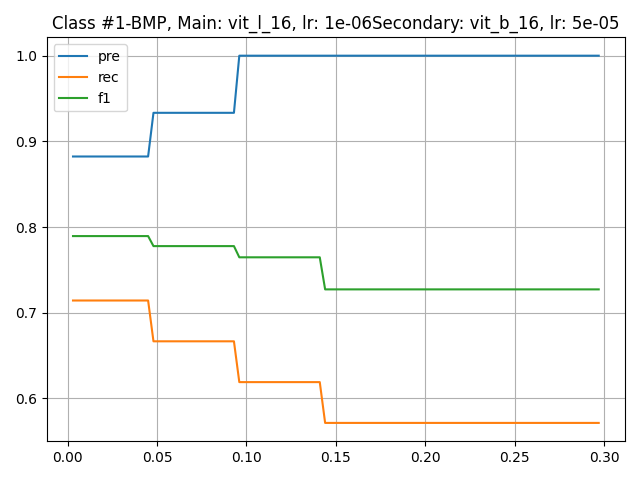 Class #1-BMP, Main: vit_l_16, lr: 1e-06Secondary: vit_b_16, lr: 5e-05
pre
rec
f1
1.0
0.9
0.8
0.7
0.6
0.00 0.05 0.10 0.15 0.20 0.25 0.30